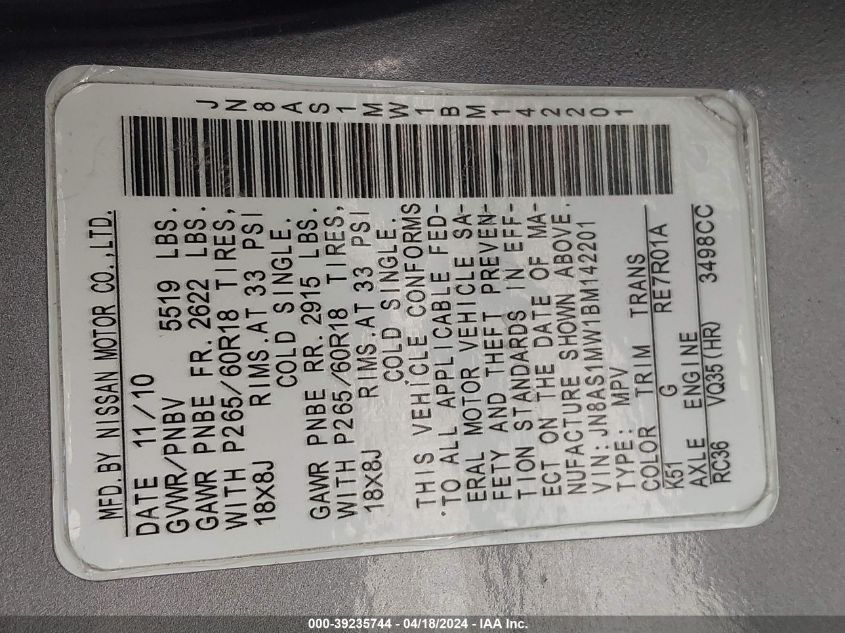 JN8AS1MW1BM142201
MFD.BY NISSAN MOTOR CO.,LTD.
DATE 11/10
GVWR/PNBV 5519 LBS.
GAWR PNBE FR. 2622 LBS.
WITH P265/60R18 TIRES,
18X8J RIMS.AT 33 PSI
COLD SINGLE.
GAWR PNBE RR. 2915 LBS.
WITH P265/60R18 TIRES,
18X8J RIMS.AT 33 PSI
COLD SINGLE.
THIS VEHICLE CONFORMS
TO ALL APPLICABLE FED-
ERAL MOTOR VEHICLE SA-
FETY AND THEFT PREVEN-
TION STANDARDS IN EFF-
ECT ON THE DATE OF MA-
NUFACTURE SHOWN ABOVE.
VIN: JN8AS1MW1BM142201
TYPE: MPV
COLOR TRIM TRANS
K51 G RE7R01A
AXLE ENGINE
RC36 VQ35(HR) 3498CC
000-39235744 - 04/18/2024 - IAA Inc.